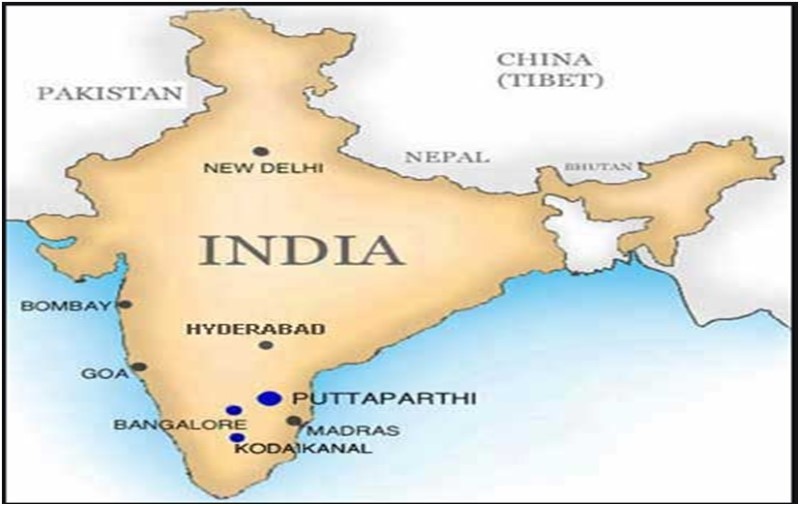 CHINA
(TIBET)
PAKISTAN
NEPAL
BHUTAN
NEW DELHI
INDIA
BOMBAY
HYDERABAD
GOA
PUTTAPARTHI
BANGALORE
MADRAS
KODAIKANAL